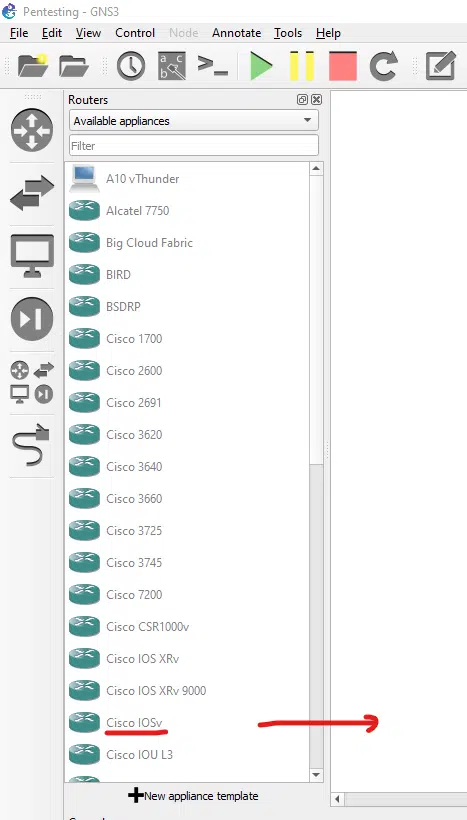 Pentesting - GNS3
File Edit View Control Node Annotate Tools Help
a c
b
Routers
Available appliances
Filter
A10 vThunder
Alcatel 7750
Big Cloud Fabric
BIRD
BSDRP
Cisco 1700
Cisco 2600
Cisco 2691
Cisco 3620
Cisco 3640
Cisco 3660
Cisco 3725
Cisco 3745
Cisco 7200
Cisco CSR1000v
Cisco IOS XRv
Cisco IOS XRv 9000
Cisco IOSv
Cisco IOU L3
New appliance template